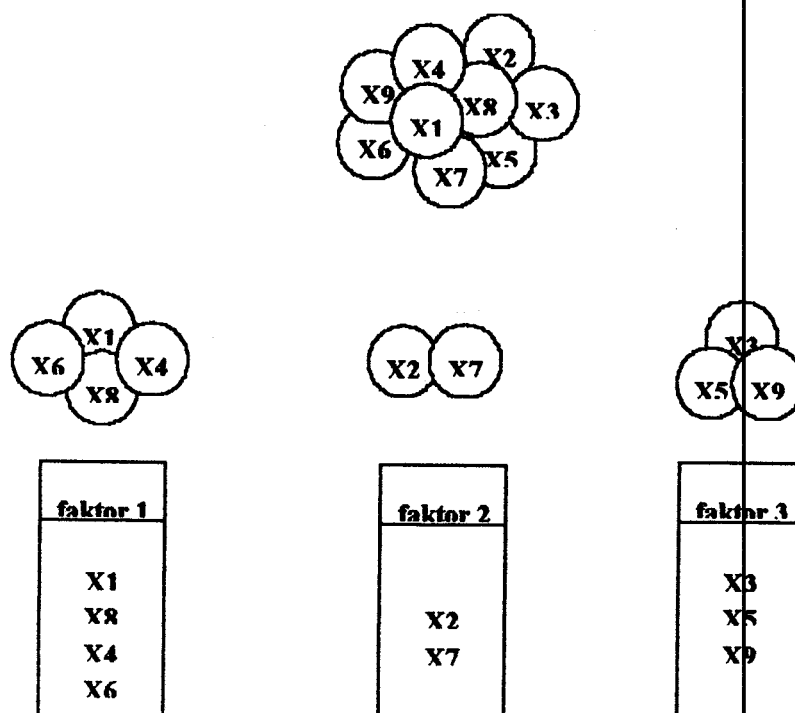 X4 X2
X9 X8 X3
X1
X6 X7 X5
X1 X3
X6 X4 X2 X7 X5 X9
X8
faktor 1 faktor 2 faktor 3
X1 X3
X8 X2 X5
X4 X7 X9
X6